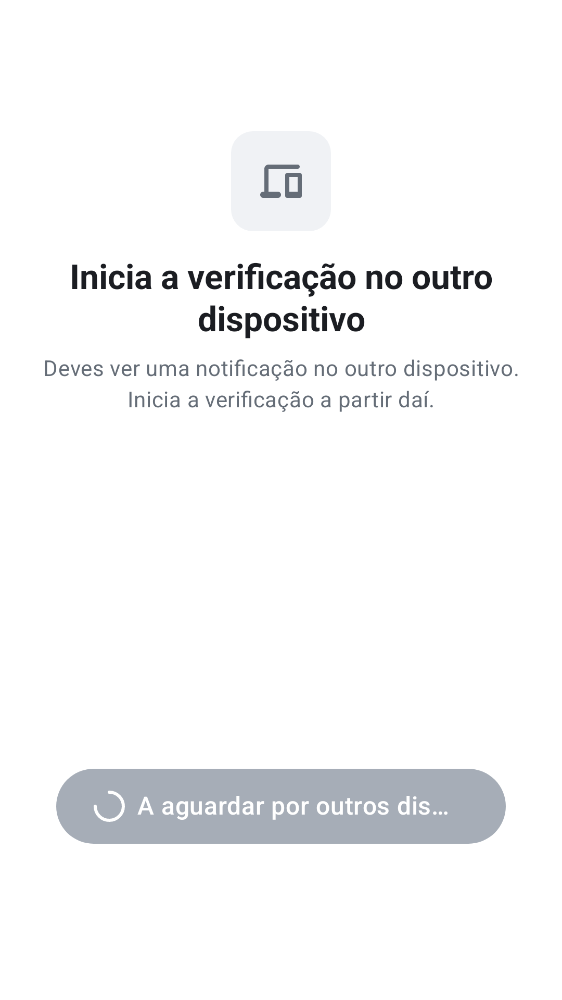 Inicia a verificação no outro
dispositivo
Deves ver uma notificação no outro dispositivo.
Inicia a verificação a partir daí.
A aguardar por outros dis…